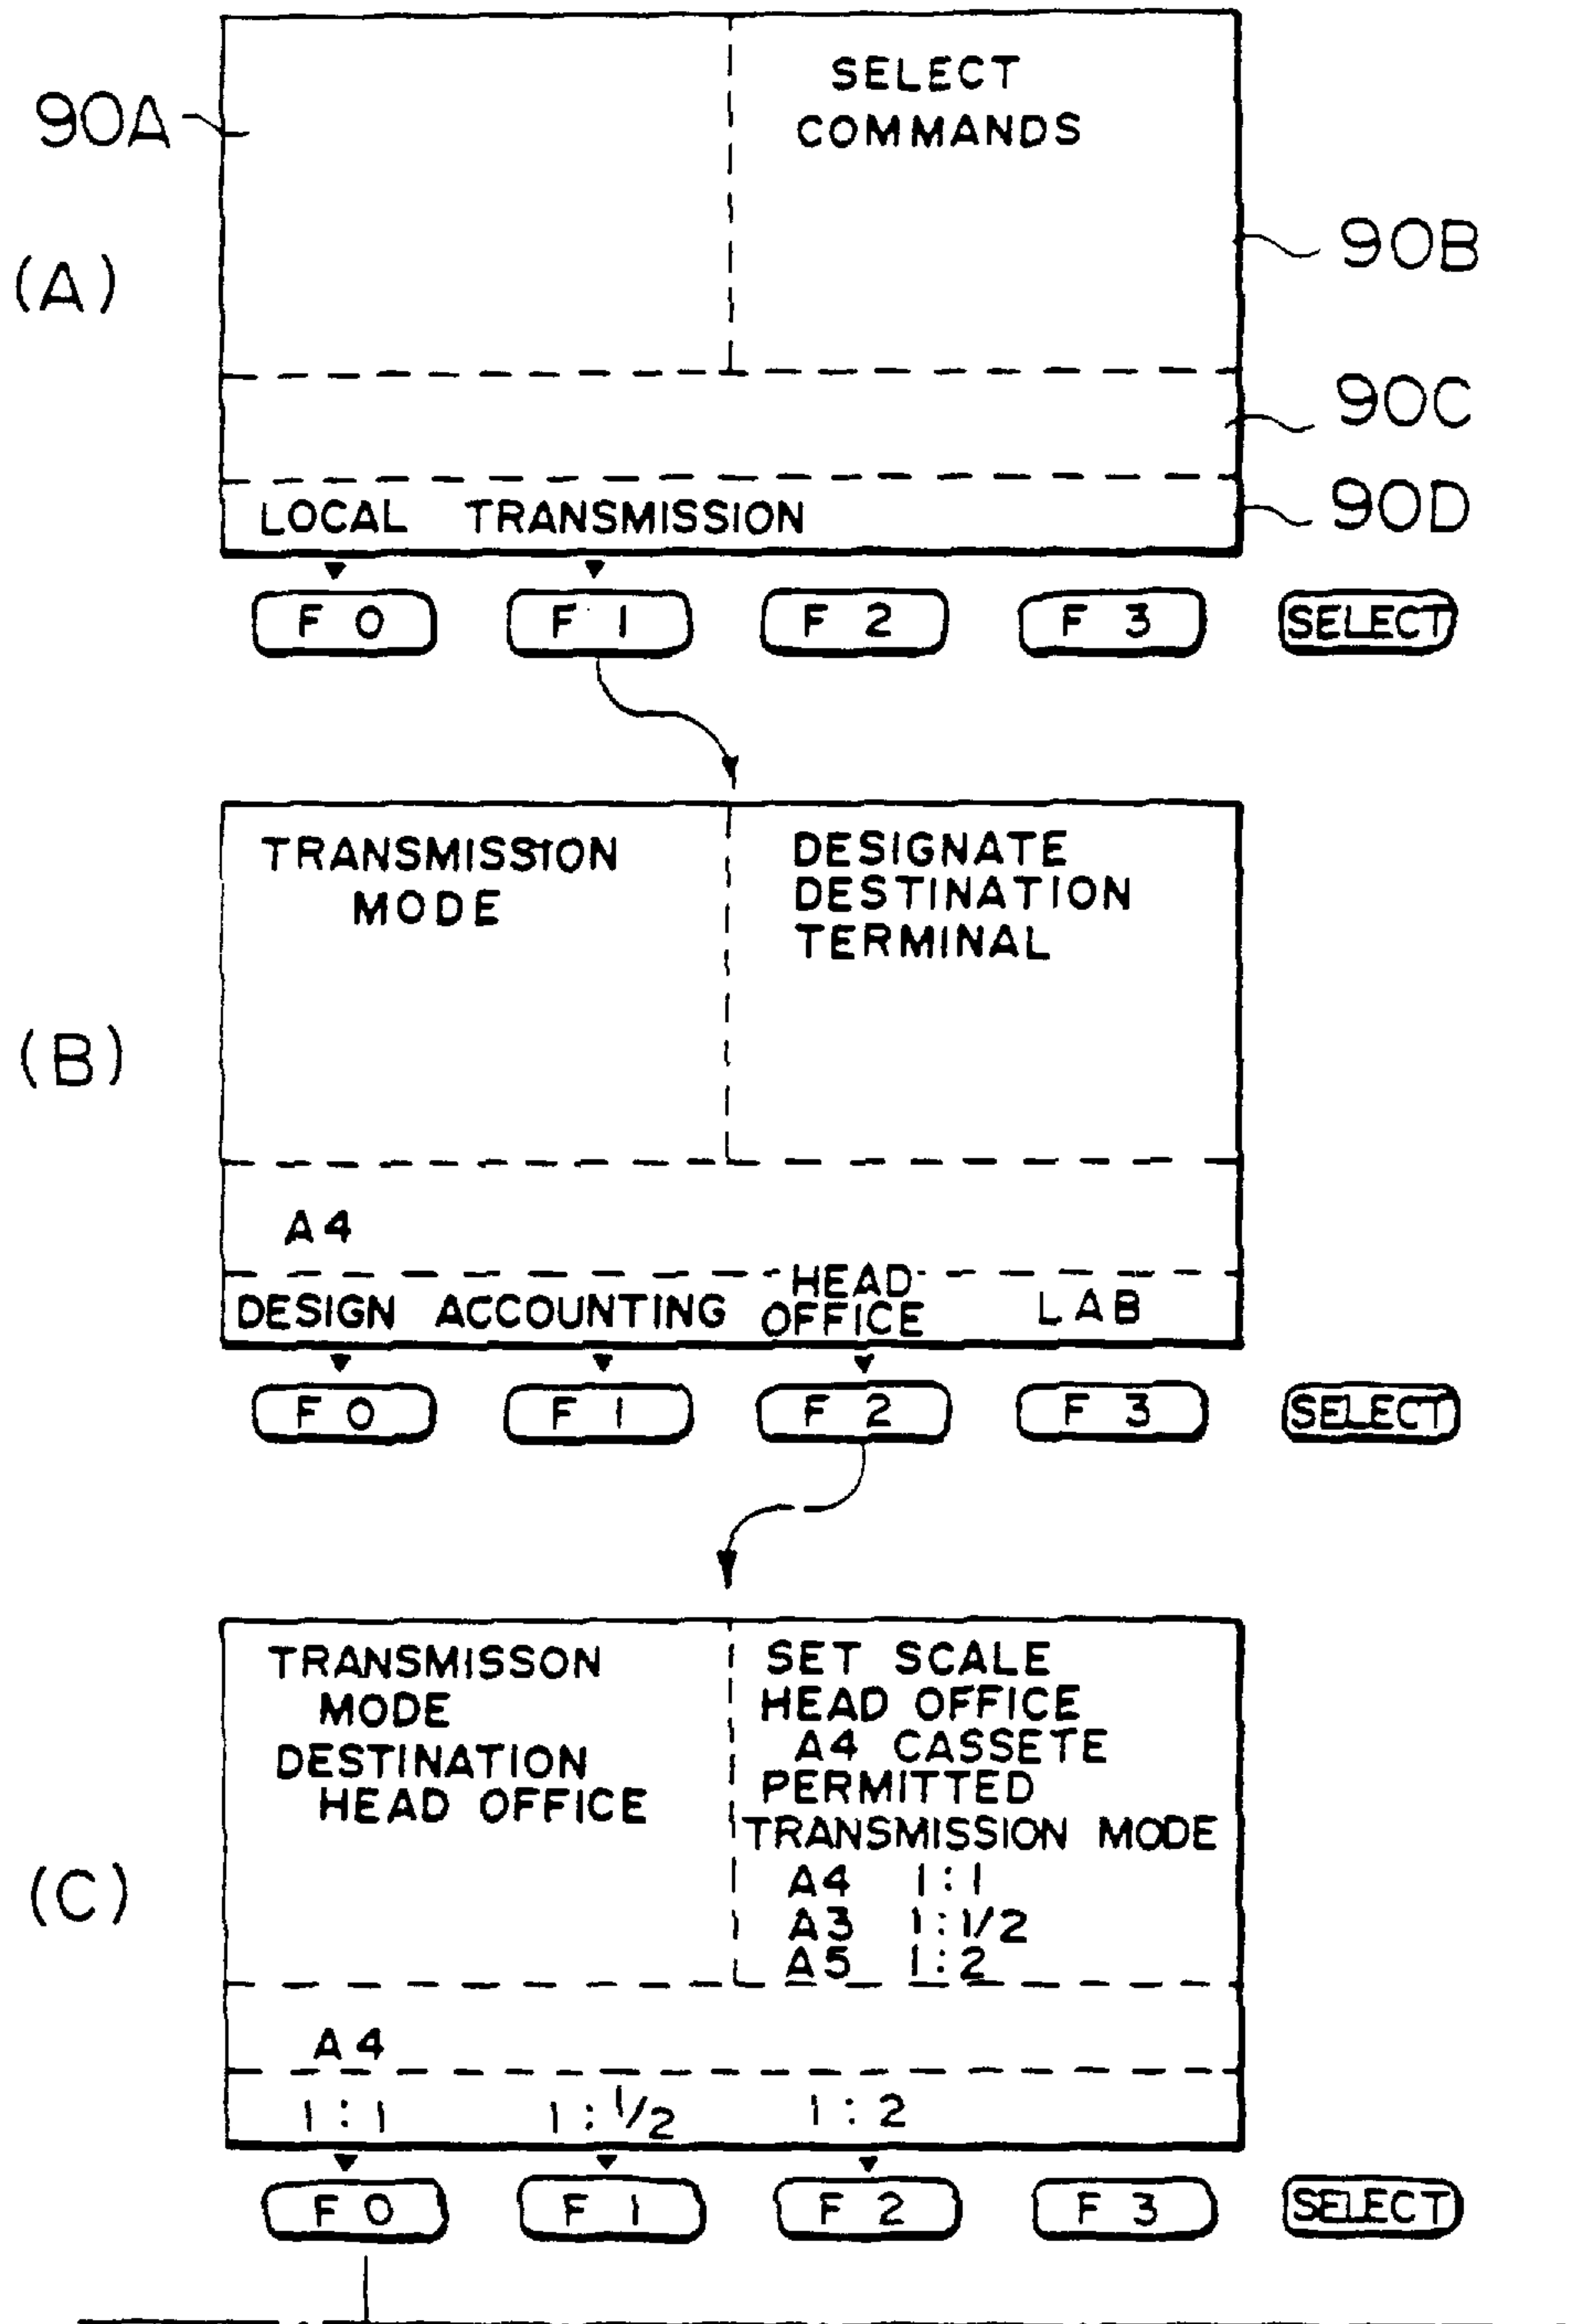 SELECT
COMMANDS
90A
90B
(A)
90C
90D
LOCAL TRANSMISSION
F 0 F 1 F 2 F 3 SELECT
TRANSMISSION
MODE
DESIGNATE
DESTINATION
TERMINAL
(B)
A4
DESIGN ACCOUNTING HEAD OFFICE LAB
F 0 F 1 F 2 F 3 SELECT
TRANSMISSON
MODE
DESTINATION
HEAD OFFICE
SET SCALE
HEAD OFFICE
A4 CASSETE
PERMITTED
TRANSMISSION MODE
A4 1:1
A3 1:1/2
A5 1:2
(C)
A4
1:1 1:1/2 1:2
F 0 F 1 F 2 F 3 SELECT